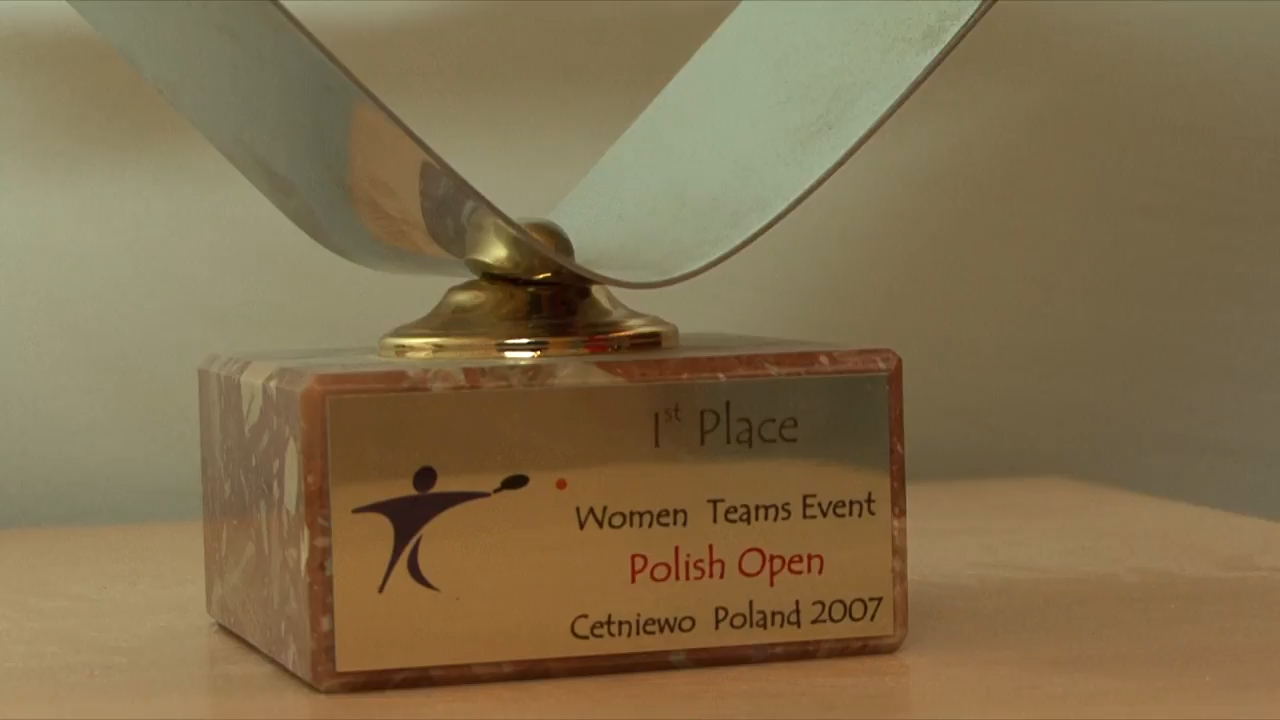 1st Place
Women Teams Event
Polish Open
Cetniewo Poland 2007